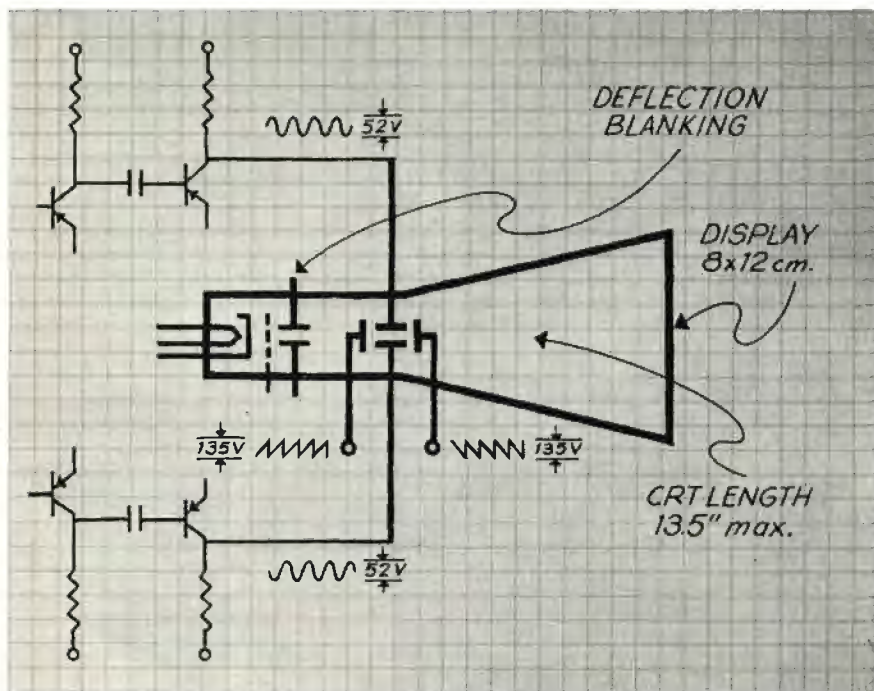 DEFLECTION
BLANKING
52V
DISPLAY
8x12 cm.
135V
135V
CRT LENGTH
13.5" max.
52V